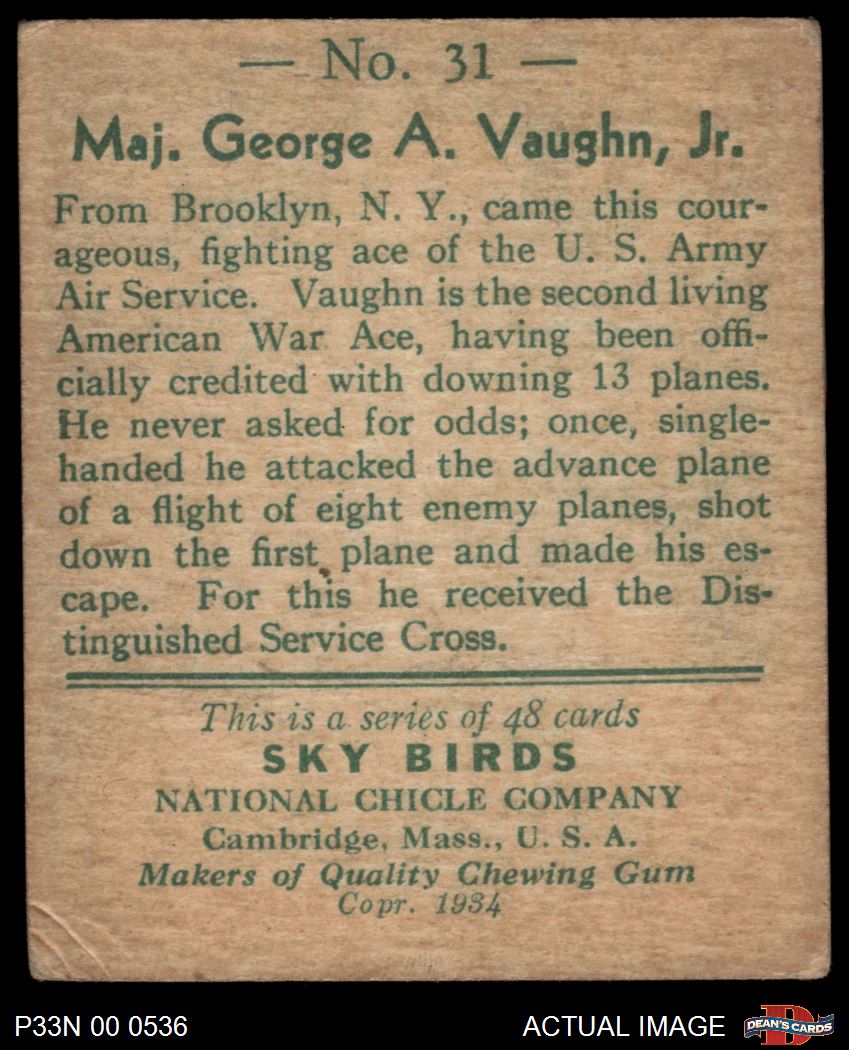 — No. 31 —
Maj. George A. Vaughn, Jr.
From Brooklyn, N. Y., came this cour-
ageous, fighting ace of the U. S. Army
Air Service. Vaughn is the second living
American War Ace, having been offi-
cially credited with downing 13 planes.
He never asked for odds; once, single-
handed he attacked the advance plane
of a flight of eight enemy planes, shot
down the first plane and made his es-
cape. For this he received the Dis-
tinguished Service Cross.
This is a series of 48 cards
SKY BIRDS
NATIONAL CHICLE COMPANY
Cambridge, Mass., U. S. A.
Makers of Quality Chewing Gum
Copr. 1934
P33N 00 0536 ACTUAL IMAGE DEAN'S CARDS